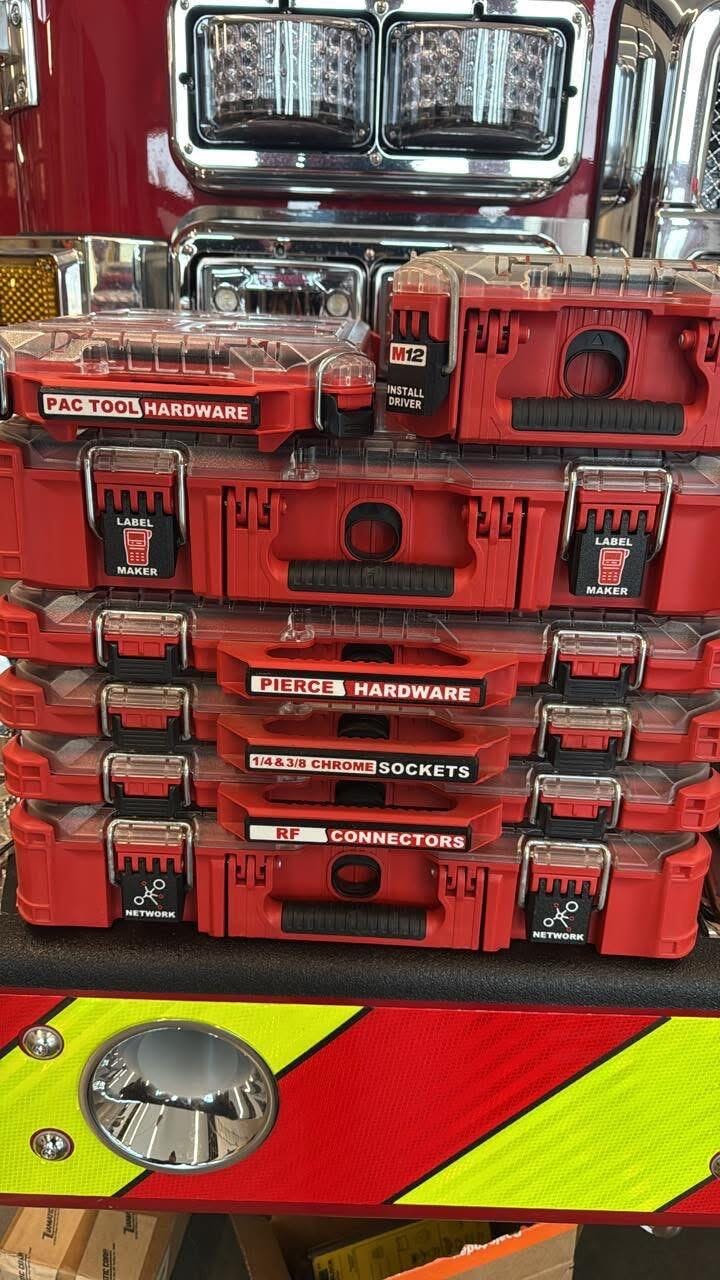 M12
INSTALL
DRIVER
PAC TOOL HARDWARE
LABEL
MAKER
LABEL
MAKER
PIERCE HARDWARE
1/4 & 3/8 CHROME SOCKETS
RF CONNECTORS
NETWORK
NETWORK